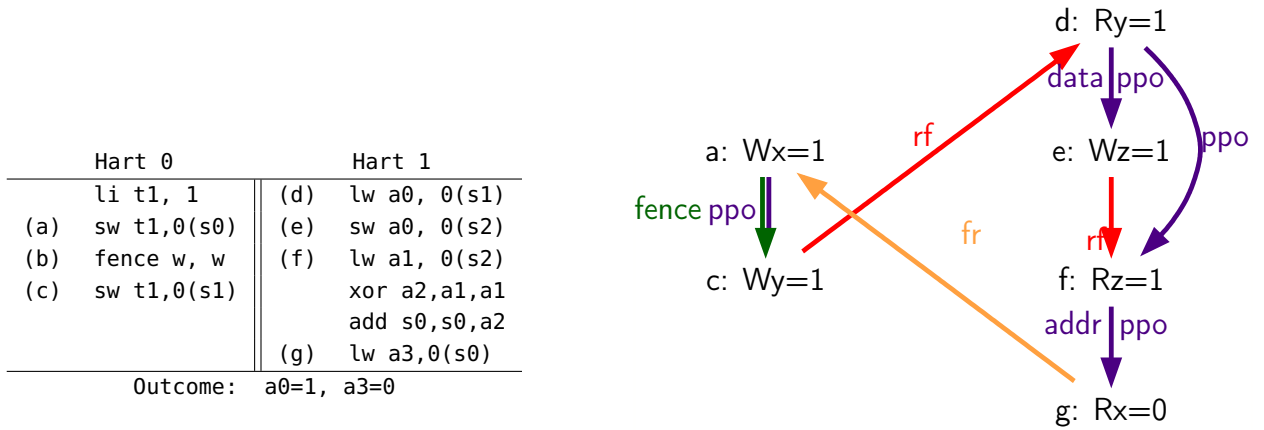 Hart 0 Hart 1
li t1, 1 (d) lw a0, 0(s1)
(a) sw t1,0(s0) (e) sw a0, 0(s2)
(b) fence w, w (f) lw a1, 0(s2)
(c) sw t1,0(s1) xor a2,a1,a1
add s0,s0,a2
(g) lw a3,0(s0)
Outcome: a0=1, a3=0
d: Ry=1
data ppo
rf
ppo
a: Wx=1
e: Wz=1
fence ppo
fr
rf
c: Wy=1
f: Rz=1
addr ppo
g: Rx=0